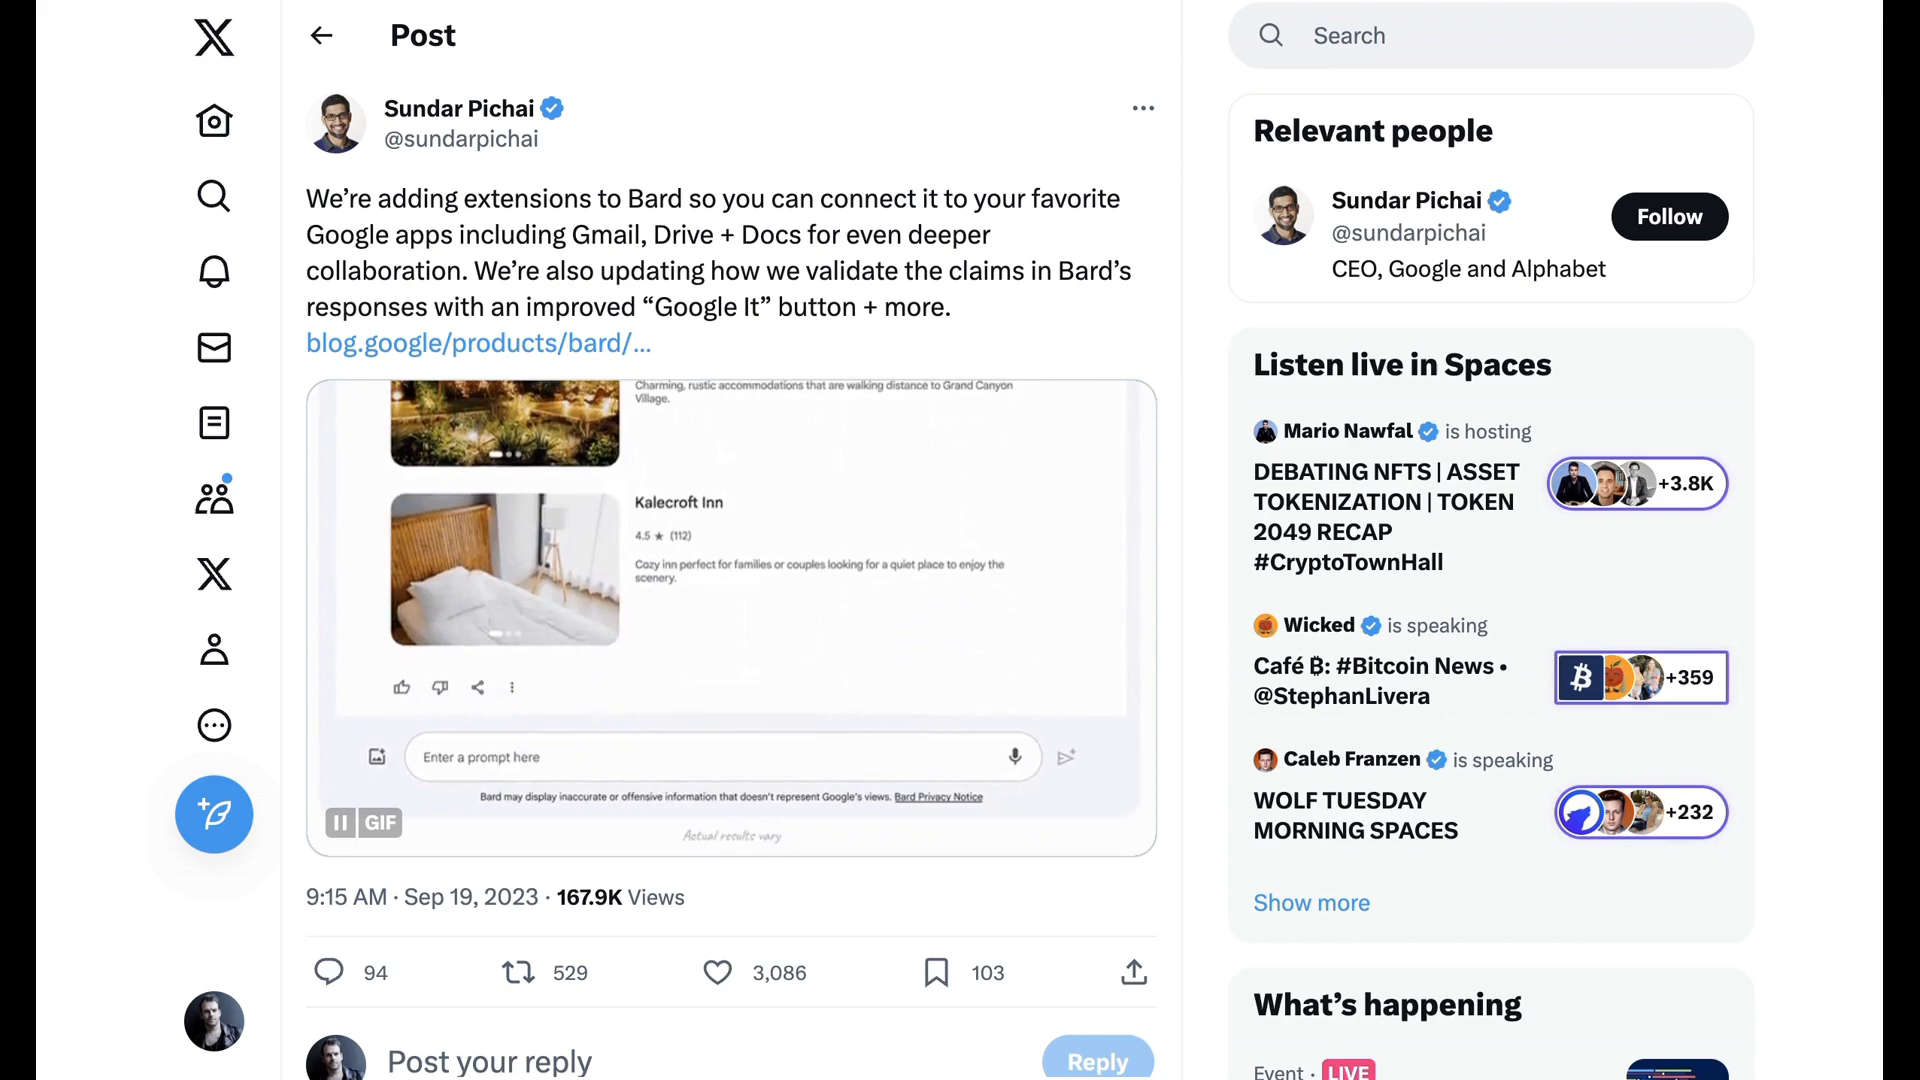 Post
Sundar Pichai
@sundarpichai
We’re adding extensions to Bard so you can connect it to your favorite
Google apps including Gmail, Drive + Docs for even deeper
collaboration. We’re also updating how we validate the claims in Bard’s
responses with an improved “Google It” button + more.
blog.google/products/bard/…
Charming, rustic accommodations that are walking distance to Grand Canyon
Village.
Kalecroft Inn
4.5 ★ (112)
Cozy inn perfect for families or couples looking for a quiet place to enjoy the
scenery.
Enter a prompt here
Bard may display inaccurate or offensive information that doesn’t represent Google’s views. Bard Privacy Notice
GIF
Actual results vary
9:15 AM · Sep 19, 2023 · 167.9K Views
94 529 3,086 103
Post your reply
Reply
Search
Relevant people
Sundar Pichai
@sundarpichai
Follow
CEO, Google and Alphabet
Listen live in Spaces
Mario Nawfal is hosting
DEBATING NFTS | ASSET
TOKENIZATION | TOKEN
2049 RECAP
#CryptoTownHall
+3.8K
Wicked is speaking
Café ₿: #Bitcoin News •
@StephanLivera
+359
Caleb Franzen is speaking
WOLF TUESDAY
MORNING SPACES
+232
Show more
What’s happening
Event · LIVE